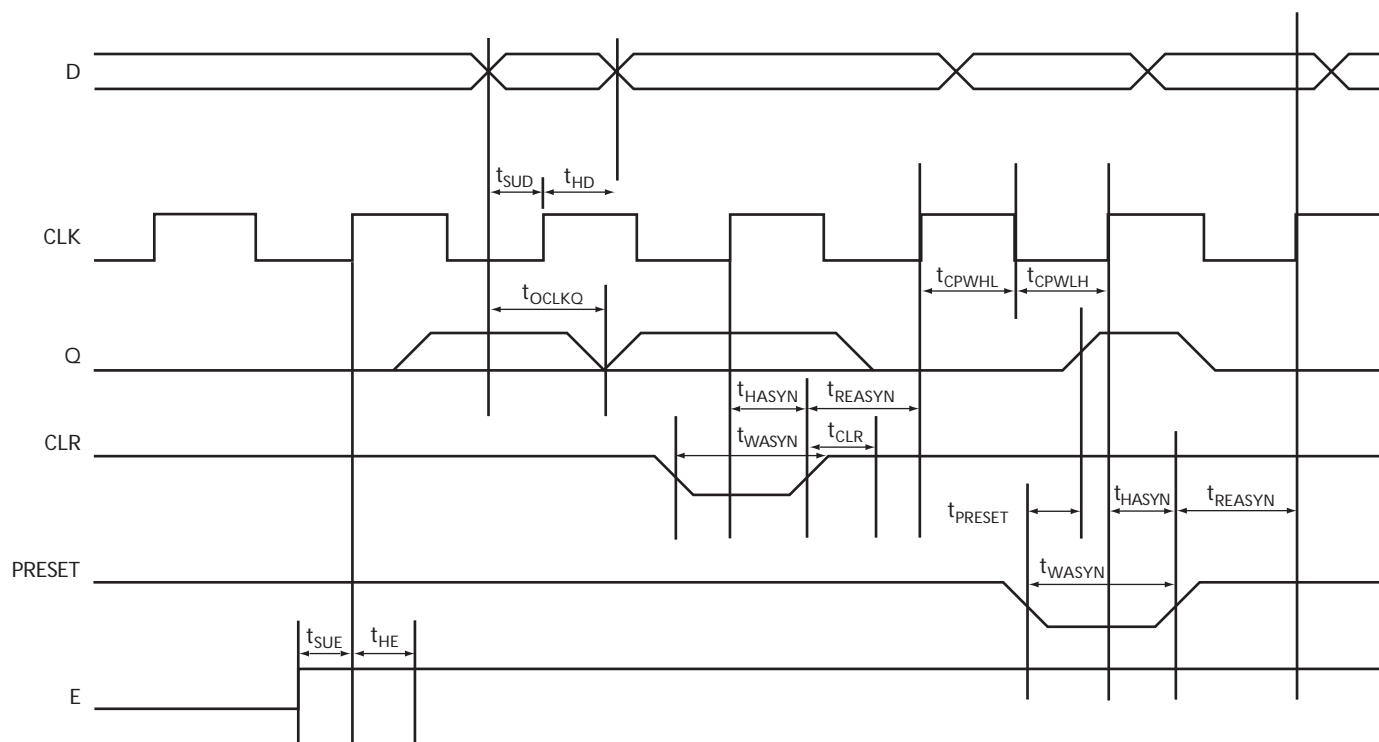 D
tSUD tHD
CLK
tCPWHL tCPWLH
tOCLKQ
Q
tHASYN tREASYN
CLR
tWASYN tCLR
tHASYN tREASYN
tPRESET
PRESET
tWASYN
tSUE tHE
E